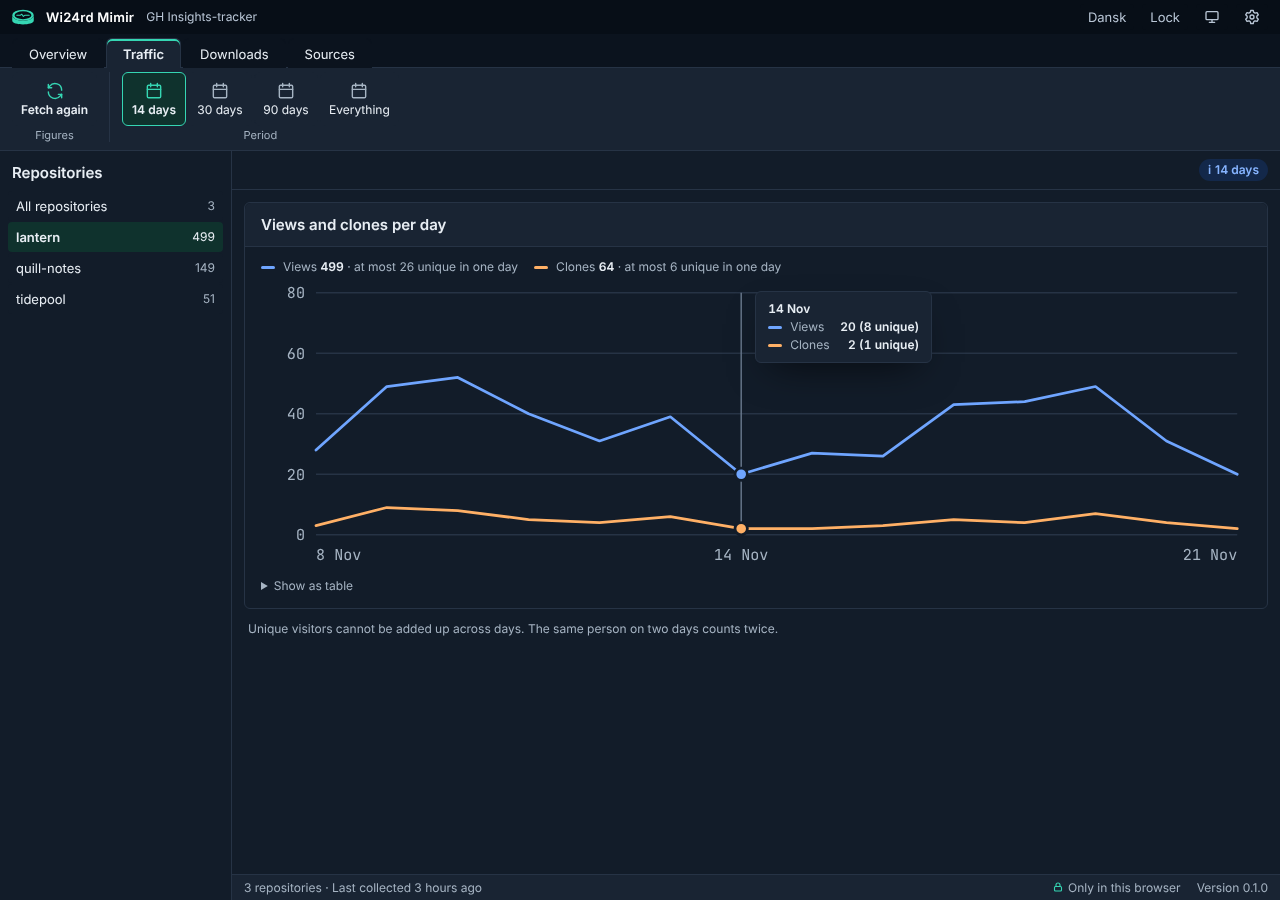 Wi24rd Mimir GH Insights-tracker Dansk Lock
Overview Traffic Downloads Sources
Fetch again 14 days 30 days 90 days Everything
Figures Period
Repositories
All repositories 3
lantern 499
quill-notes 149
tidepool 51
i 14 days
Views and clones per day
Views 499 · at most 26 unique in one day Clones 64 · at most 6 unique in one day
80
60
40
20
0
14 Nov
Views 20 (8 unique)
Clones 2 (1 unique)
8 Nov 14 Nov 21 Nov
Show as table
Unique visitors cannot be added up across days. The same person on two days counts twice.
3 repositories · Last collected 3 hours ago Only in this browser Version 0.1.0